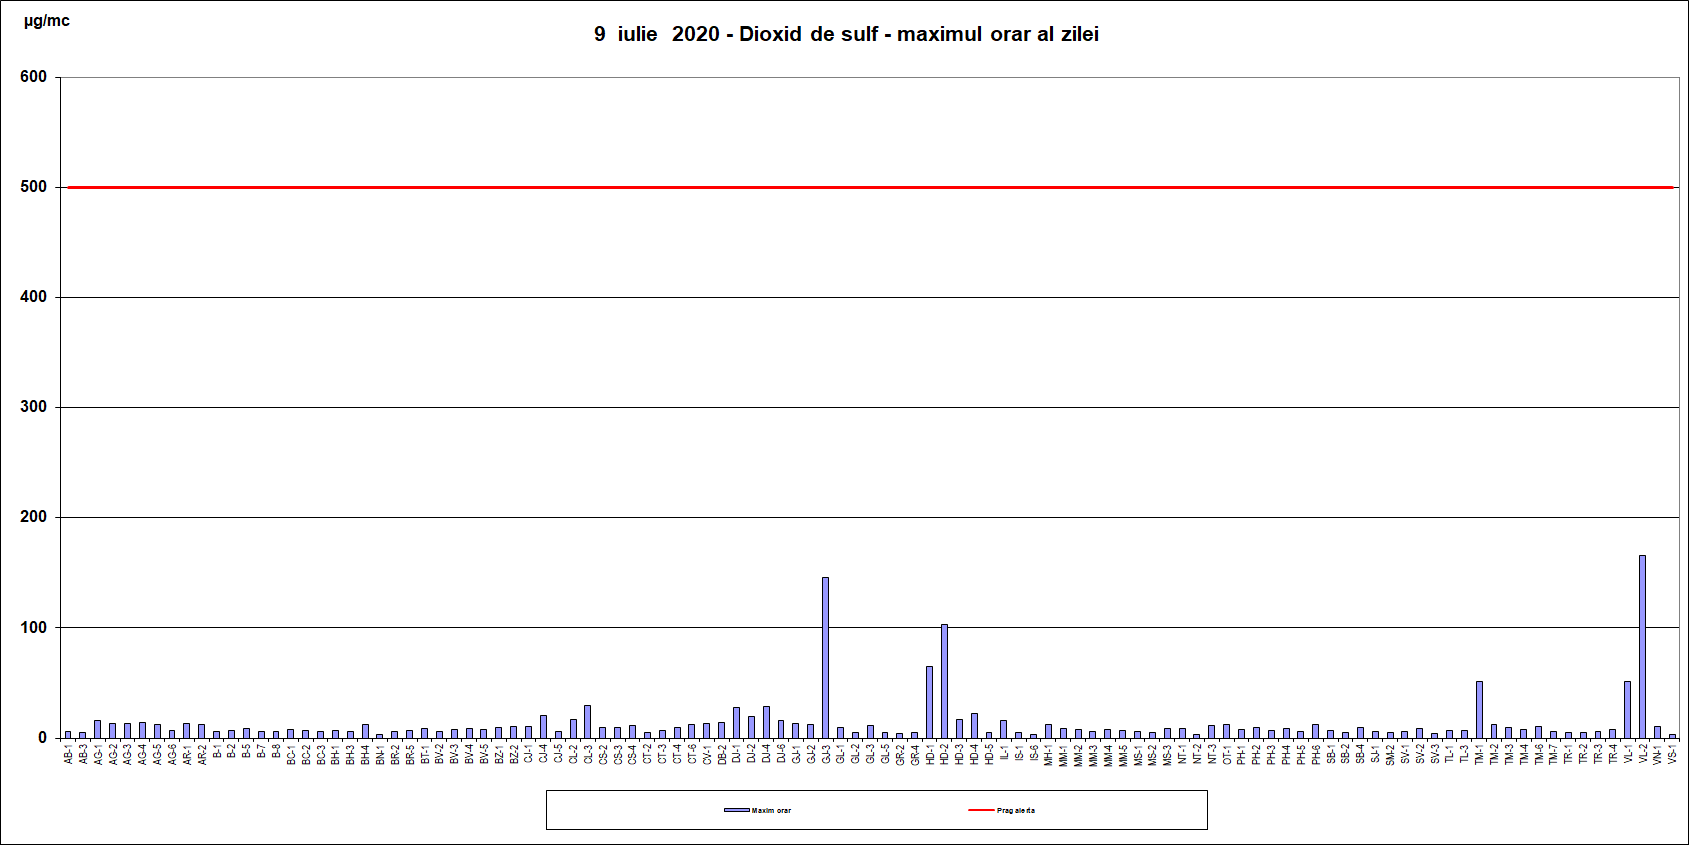 µg/mc
9 iulie 2020 - Dioxid de sulf - maximul orar al zilei
600
500
400
300
200
100
0
AB-1 AB-3 AG-1 AG-2 AG-3 AG-4 AG-5 AG-6 AR-1 AR-2 B-1 B-2 B-5 B-7 B-8 BC-1 BC-2 BC-3 BH-1 BH-3 BH-4 BN-1 BR-2 BR-5 BT-1 BV-2 BV-3 BV-4 BV-5 BZ-1 BZ-2 CJ-1 CJ-4 CJ-5 CL-2 CL-3 CS-2 CS-3 CS-4 CT-2 CT-3 CT-4 CT-6 CV-1 DB-2 DJ-1 DJ-2 DJ-4 DJ-6 GJ-1 GJ-2 GJ-3 GL-1 GL-2 GL-3 GL-5 GR-2 GR-4 HD-1 HD-2 HD-3 HD-4 HD-5 IL-1 IS-1 IS-6 MH-1 MM-1 MM-2 MM-3 MM-4 MM-5 MS-1 MS-2 MS-3 NT-1 NT-2 NT-3 OT-1 PH-1 PH-2 PH-3 PH-4 PH-5 PH-6 SB-1 SB-2 SB-4 SJ-1 SM-2 SV-1 SV-2 SV-3 TL-1 TL-3 TM-1 TM-2 TM-3 TM-4 TM-6 TM-7 TR-1 TR-2 TR-3 TR-4 VL-1 VL-2 VN-1 VS-1
Maxim orar Prag alerta